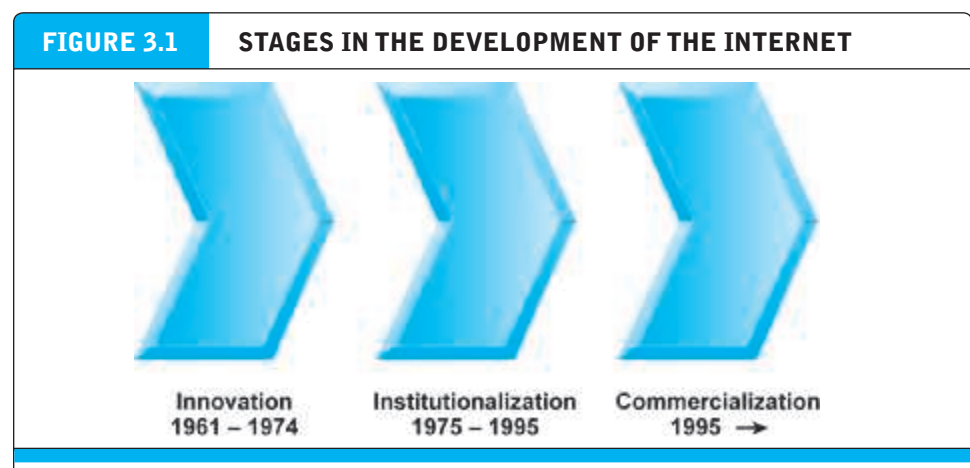 FIGURE 3.1 STAGES IN THE DEVELOPMENT OF THE INTERNET
Innovation
1961 – 1974
Institutionalization
1975 – 1995
Commercialization
1995 →